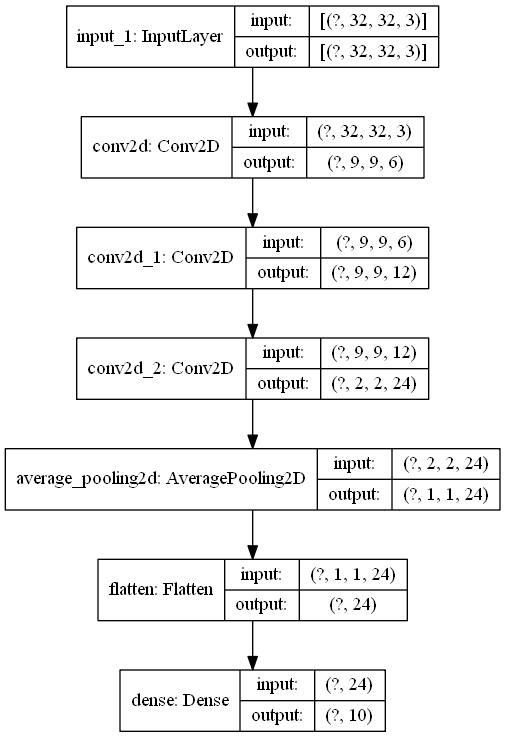 input_1: InputLayer
input:
[(?, 32, 32, 3)]
output:
[(?, 32, 32, 3)]
conv2d: Conv2D
input:
(?, 32, 32, 3)
output:
(?, 9, 9, 6)
conv2d_1: Conv2D
input:
(?, 9, 9, 6)
output:
(?, 9, 9, 12)
conv2d_2: Conv2D
input:
(?, 9, 9, 12)
output:
(?, 2, 2, 24)
average_pooling2d: AveragePooling2D
input:
(?, 2, 2, 24)
output:
(?, 1, 1, 24)
flatten: Flatten
input:
(?, 1, 1, 24)
output:
(?, 24)
dense: Dense
input:
(?, 24)
output:
(?, 10)